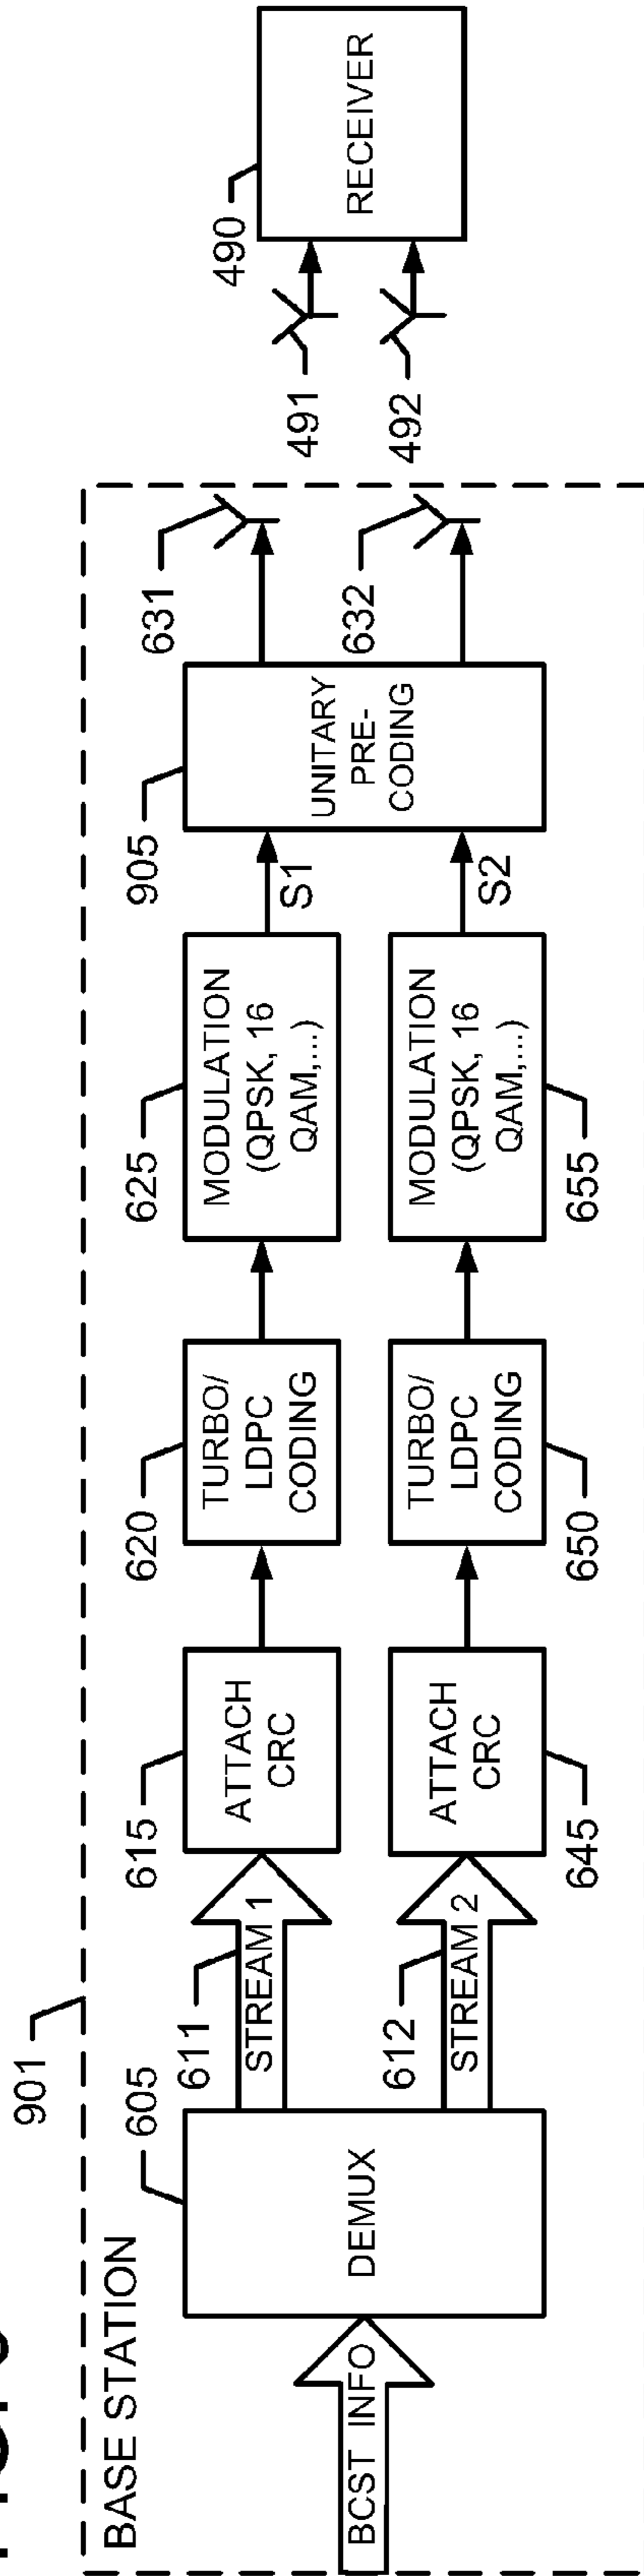 901
BASE STATION
BCST INFO
605
DEMUX
611
STREAM 1
612
STREAM 2
615
ATTACH
CRC
645
ATTACH
CRC
620
TURBO/
LDPC
CODING
650
TURBO/
LDPC
CODING
625
MODULATION
(QPSK, 16
QAM,...)
655
MODULATION
(QPSK, 16
QAM,...)
S1
S2
905
UNITARY
PRE-
CODING
631
632
491
492
490
RECEIVER